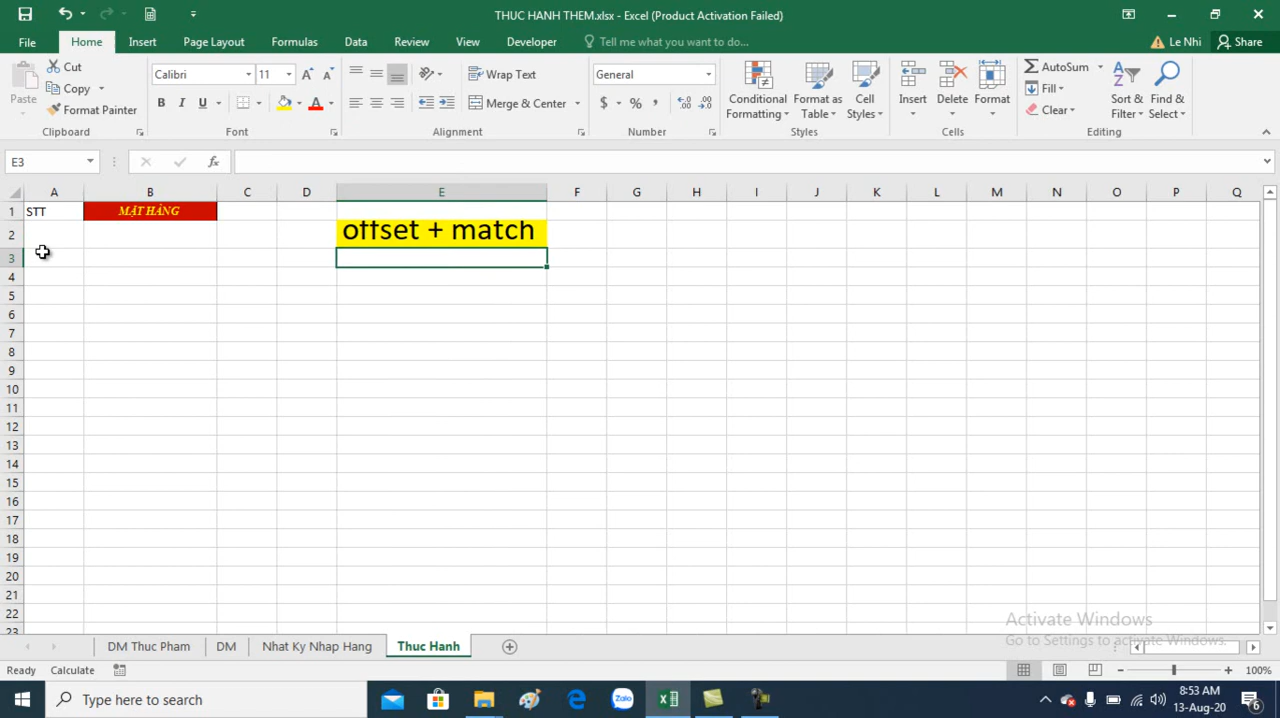 THUC HANH THEM.xlsx - Excel (Product Activation Failed)
File Home Insert Page Layout Formulas Data Review View Developer Tell me what you want to do... Le Nhi Share
Paste
Cut
Copy
Format Painter
Clipboard
Calibri 11
B I U
Font
Wrap Text
Merge & Center
Alignment
General
$ % ,
Number
Conditional Formatting
Format as Table
Cell Styles
Styles
Insert Delete Format
Cells
AutoSum
Fill
Clear
Sort & Filter
Find & Select
Editing
E3 fx
A B C D E F G H I J K L M N O P Q
1 STT MẶT HÀNG
2 offset + match
3
4
5
6
7
8
9
10
11
12
13
14
15
16
17
18
19
20
21
22
23
Activate Windows
Go to Settings to activate Windows.
DM Thuc Pham DM Nhat Ky Nhap Hang Thuc Hanh
Ready Calculate 100%
Type here to search
Zalo
8:53 AM
13-Aug-20
6